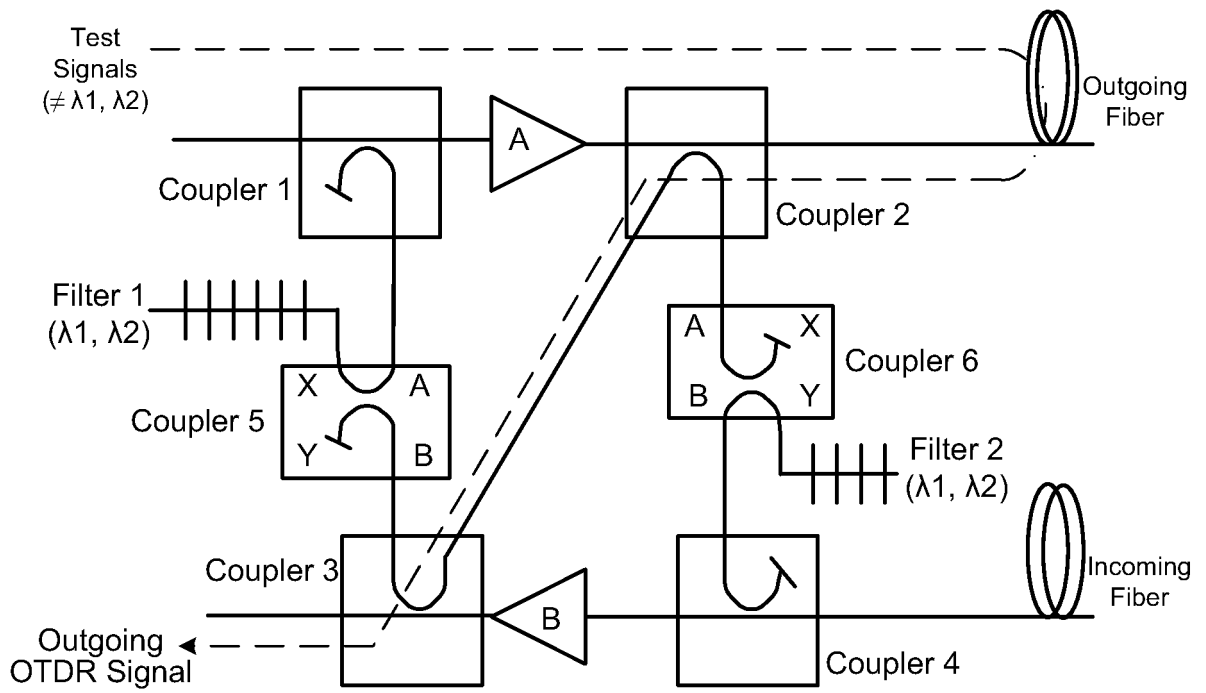 Test
Signals
(≠ λ1, λ2)
Outgoing
Fiber
A
Coupler 1
Coupler 2
Filter 1
(λ1, λ2)
A
X
Coupler 6
B
Y
X
A
Coupler 5
Y
B
Filter 2
(λ1, λ2)
Coupler 3
B
Incoming
Fiber
Outgoing
OTDR Signal
Coupler 4